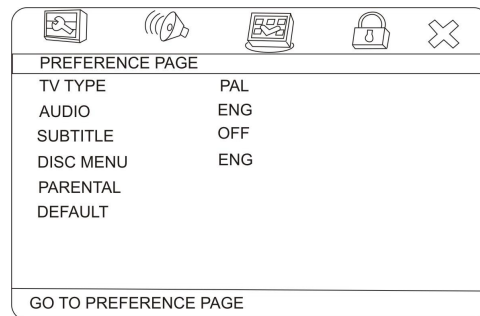 PREFERENCE PAGE
TV TYPE PAL
AUDIO ENG
SUBTITLE OFF
DISC MENU ENG
PARENTAL
DEFAULT
GO TO PREFERENCE PAGE